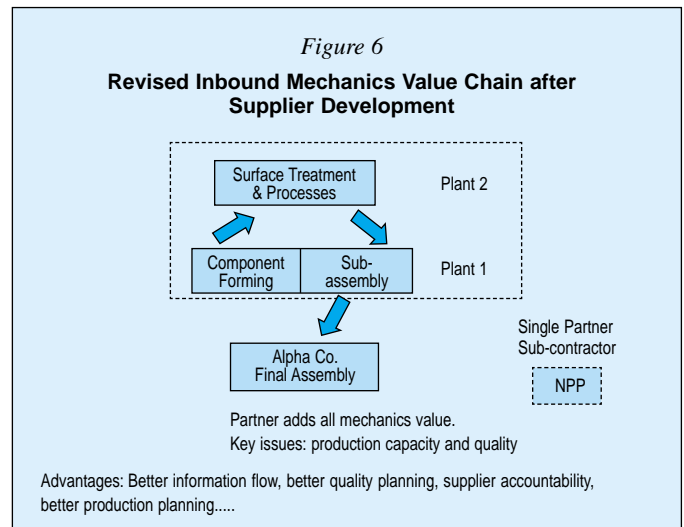 Figure 6
Revised Inbound Mechanics Value Chain after
Supplier Development
Surface Treatment
& Processes
Plant 2
Component
Forming
Sub-
assembly
Plant 1
Alpha Co.
Final Assembly
Single Partner
Sub-contractor
NPP
Partner adds all mechanics value.
Key issues: production capacity and quality
Advantages: Better information flow, better quality planning, supplier accountability,
better production planning.....